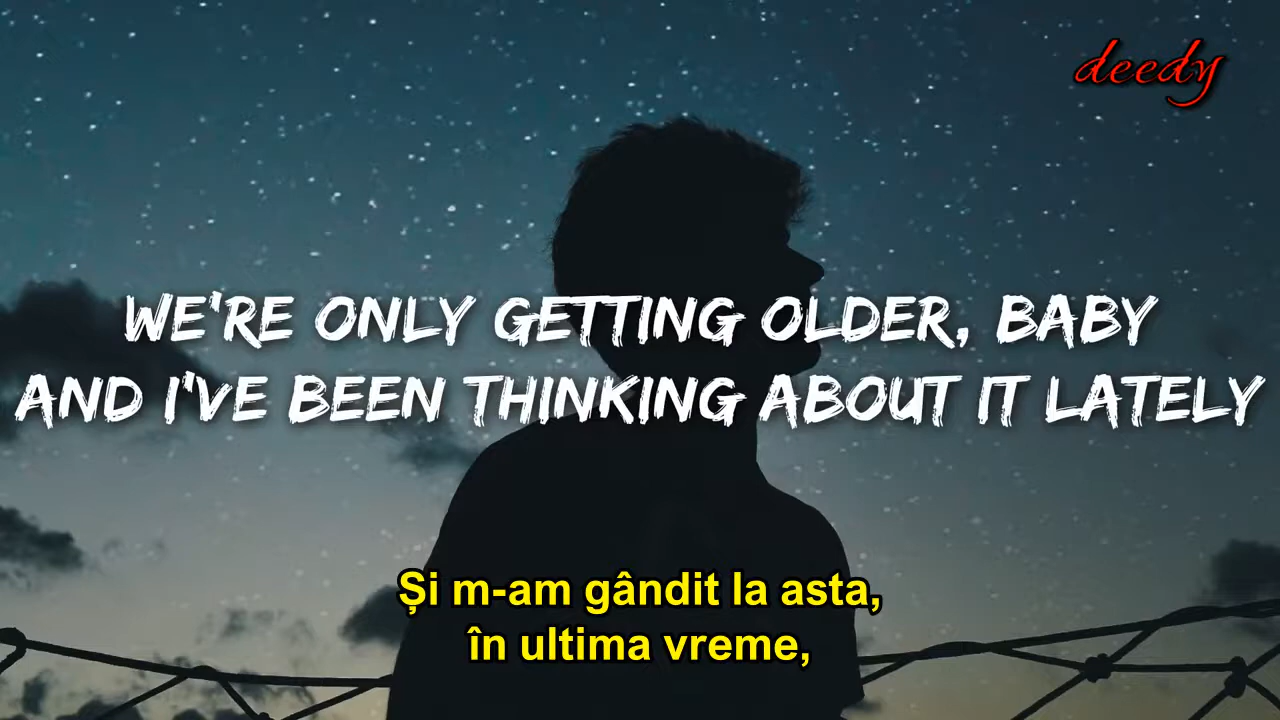 deedy
WE'RE ONLY GETTING OLDER, BABY
AND I'VE BEEN THINKING ABOUT IT LATELY
Și m-am gândit la asta,
în ultima vreme,